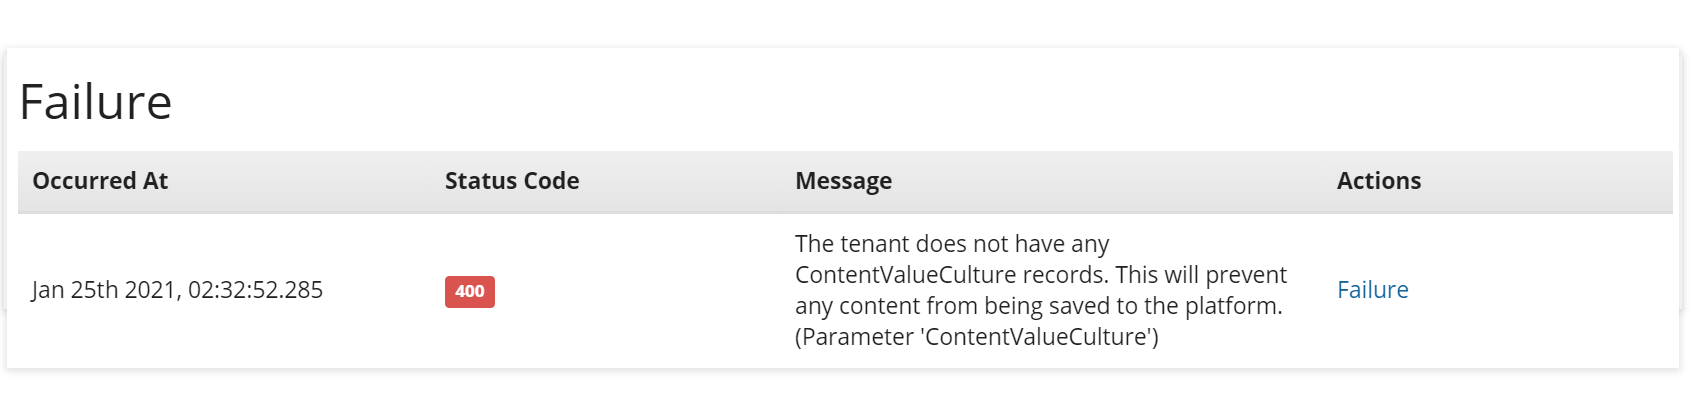 Failure
Occurred At Status Code Message Actions
The tenant does not have any
ContentValueCulture records. This will prevent
Jan 25th 2021, 02:32:52.285 400 Failure
any content from being saved to the platform.
(Parameter 'ContentValueCulture')